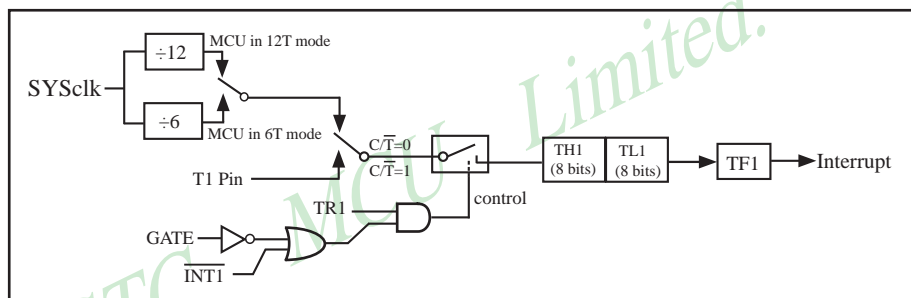 MCU in 12T mode
÷12
SYSclk
÷6
MCU in 6T mode
C/T̅=0
C/T̅=1
T1 Pin
TH1
(8 bits)
TL1
(8 bits)
TF1
Interrupt
control
TR1
GATE
I̅N̅T̅1̅
STC MCU Limited.